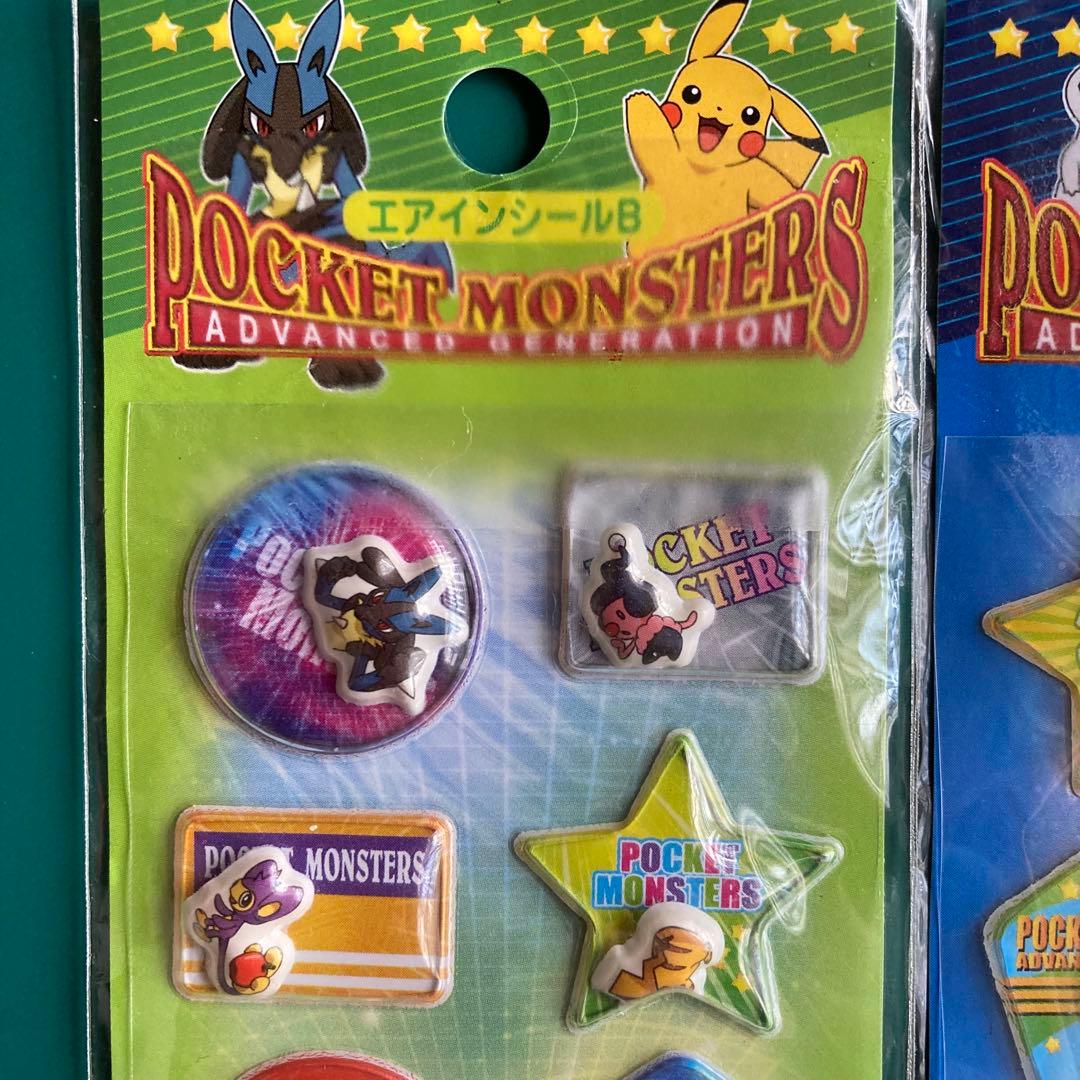 エアインシールB
POCKET MONSTERS
ADVANCED GENERATION
POCKET
MONSTERS
POCKET MONSTERS
POCKET
MONSTERS